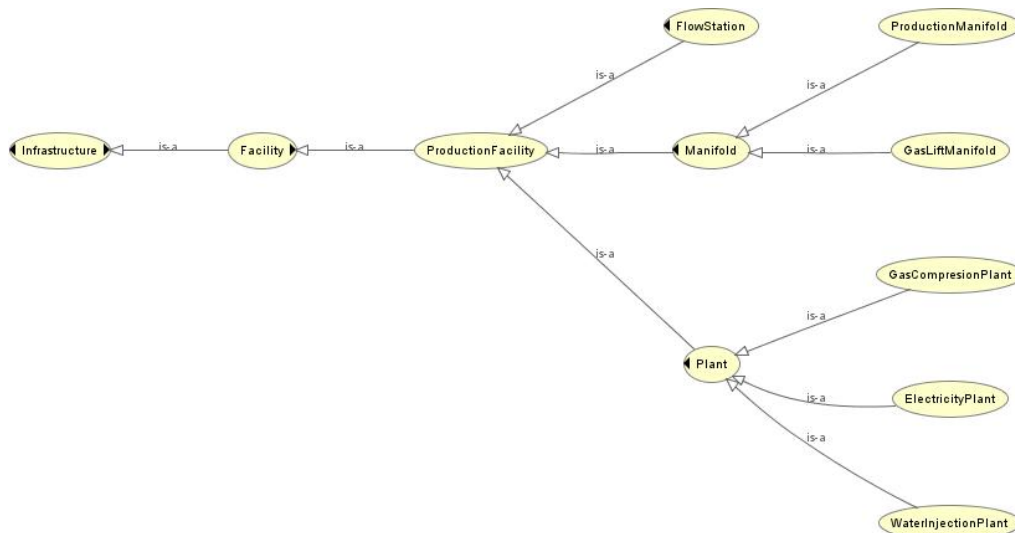 FlowStation
ProductionManifold
is-a
is-a
Infrastructure
is-a
Facility
is-a
ProductionFacility
is-a
Manifold
is-a
GasLiftManifold
is-a
GasCompresionPlant
is-a
Plant
is-a
ElectricityPlant
is-a
WaterInjectionPlant